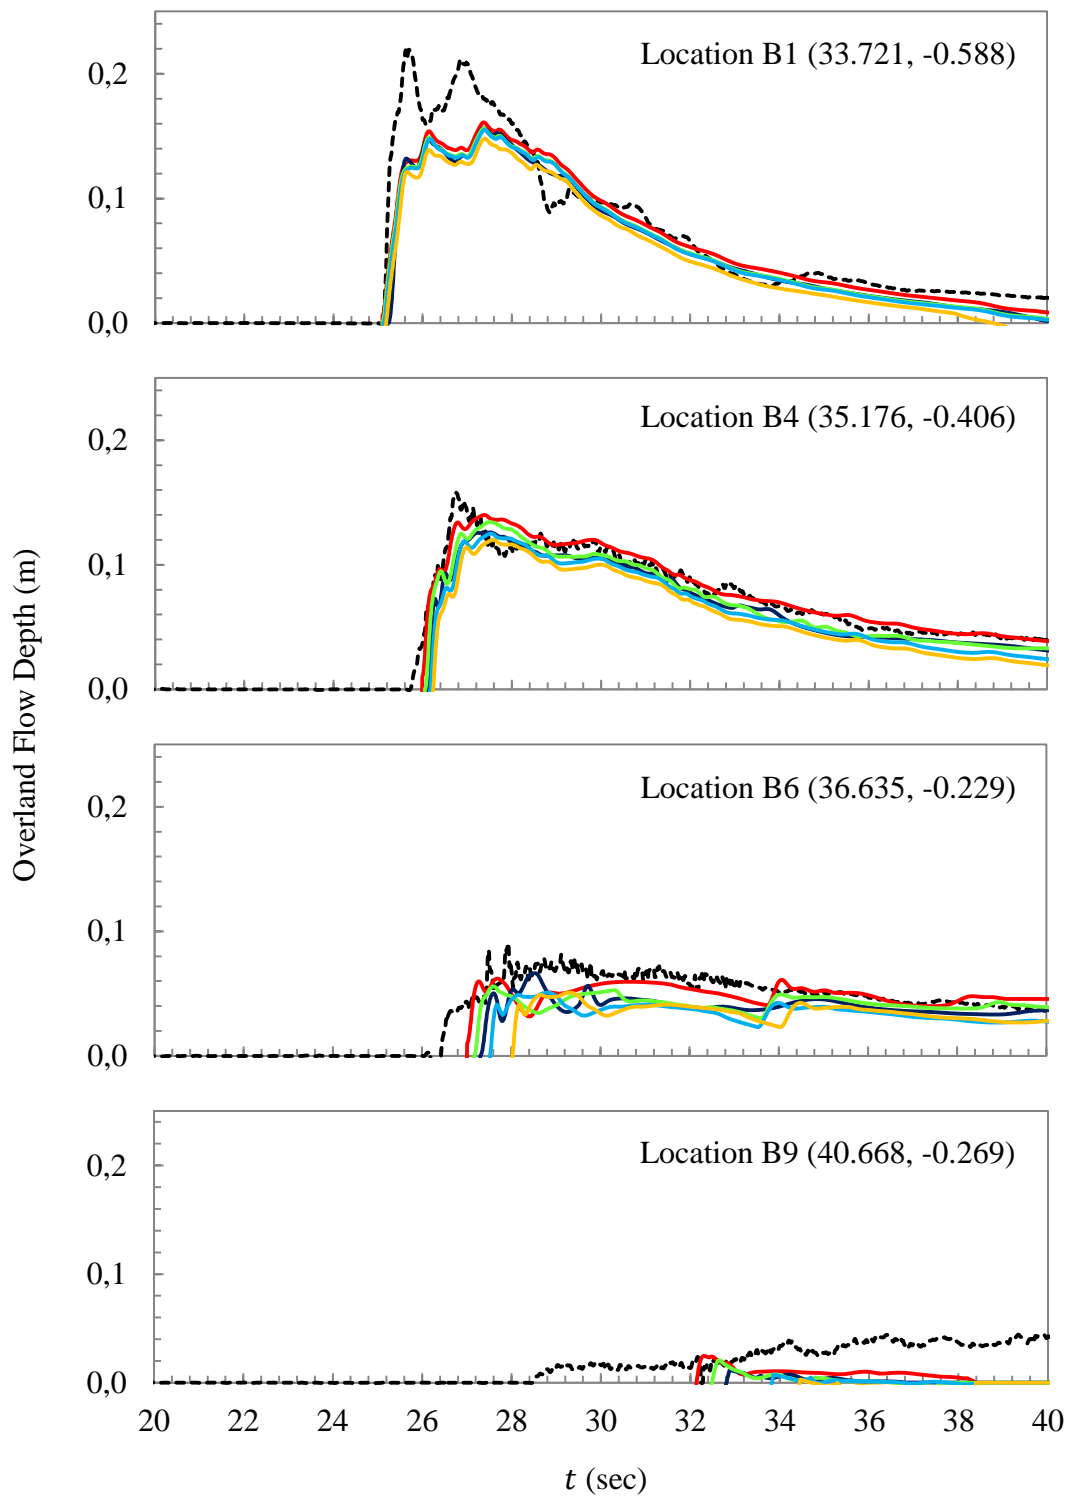 Location B1 (33.721, -0.588)
0,2
0,1
0,0
Location B4 (35.176, -0.406)
0,2
0,1
0,0
Overland Flow Depth (m)
Location B6 (36.635, -0.229)
0,2
0,1
0,0
Location B9 (40.668, -0.269)
0,2
0,1
0,0
20 22 24 26 28 30 32 34 36 38 40
t (sec)